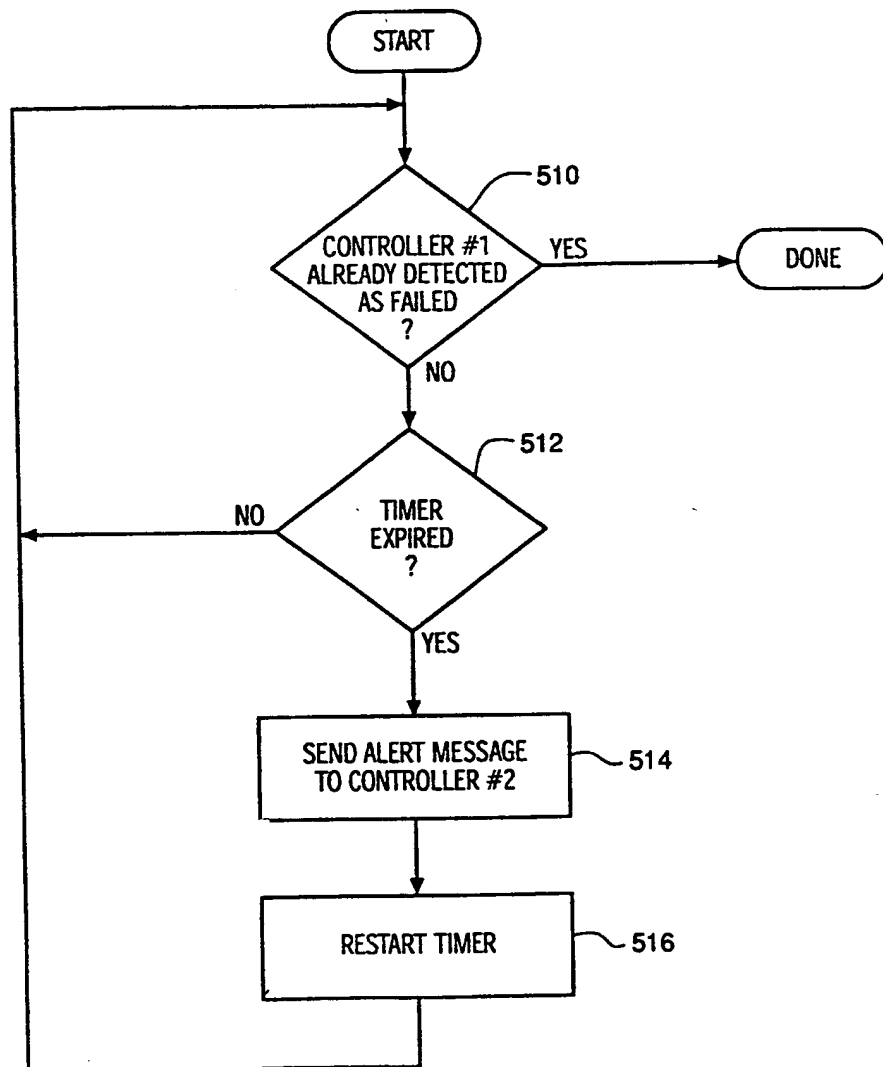 START
510
CONTROLLER #1
ALREADY DETECTED
AS FAILED
?
YES
DONE
NO
512
TIMER
EXPIRED
?
NO
YES
SEND ALERT MESSAGE
TO CONTROLLER #2
514
RESTART TIMER
516